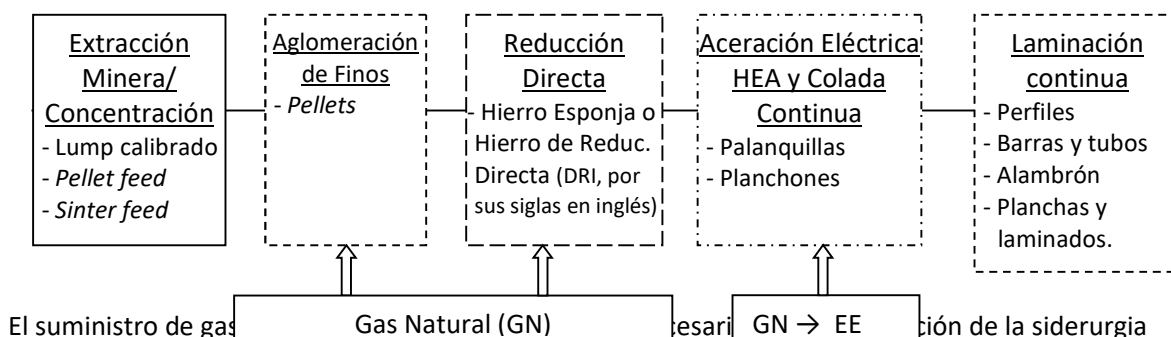 Extracción
Minera/
Concentración
- Lump calibrado
- Pellet feed
- Sinter feed
Aglomeración
de Finos
- Pellets
Reducción
Directa
- Hierro Esponja o
Hierro de Reduc.
Directa (DRI, por
sus siglas en inglés)
Aceración Eléctrica
HEA y Colada
Continua
- Palanquillas
- Planchones
Laminación
continua
- Perfiles
- Barras y tubos
- Alambrón
- Planchas y
laminados.
Gas Natural (GN)
GN → EE
El suministro de gas
de la siderurgia